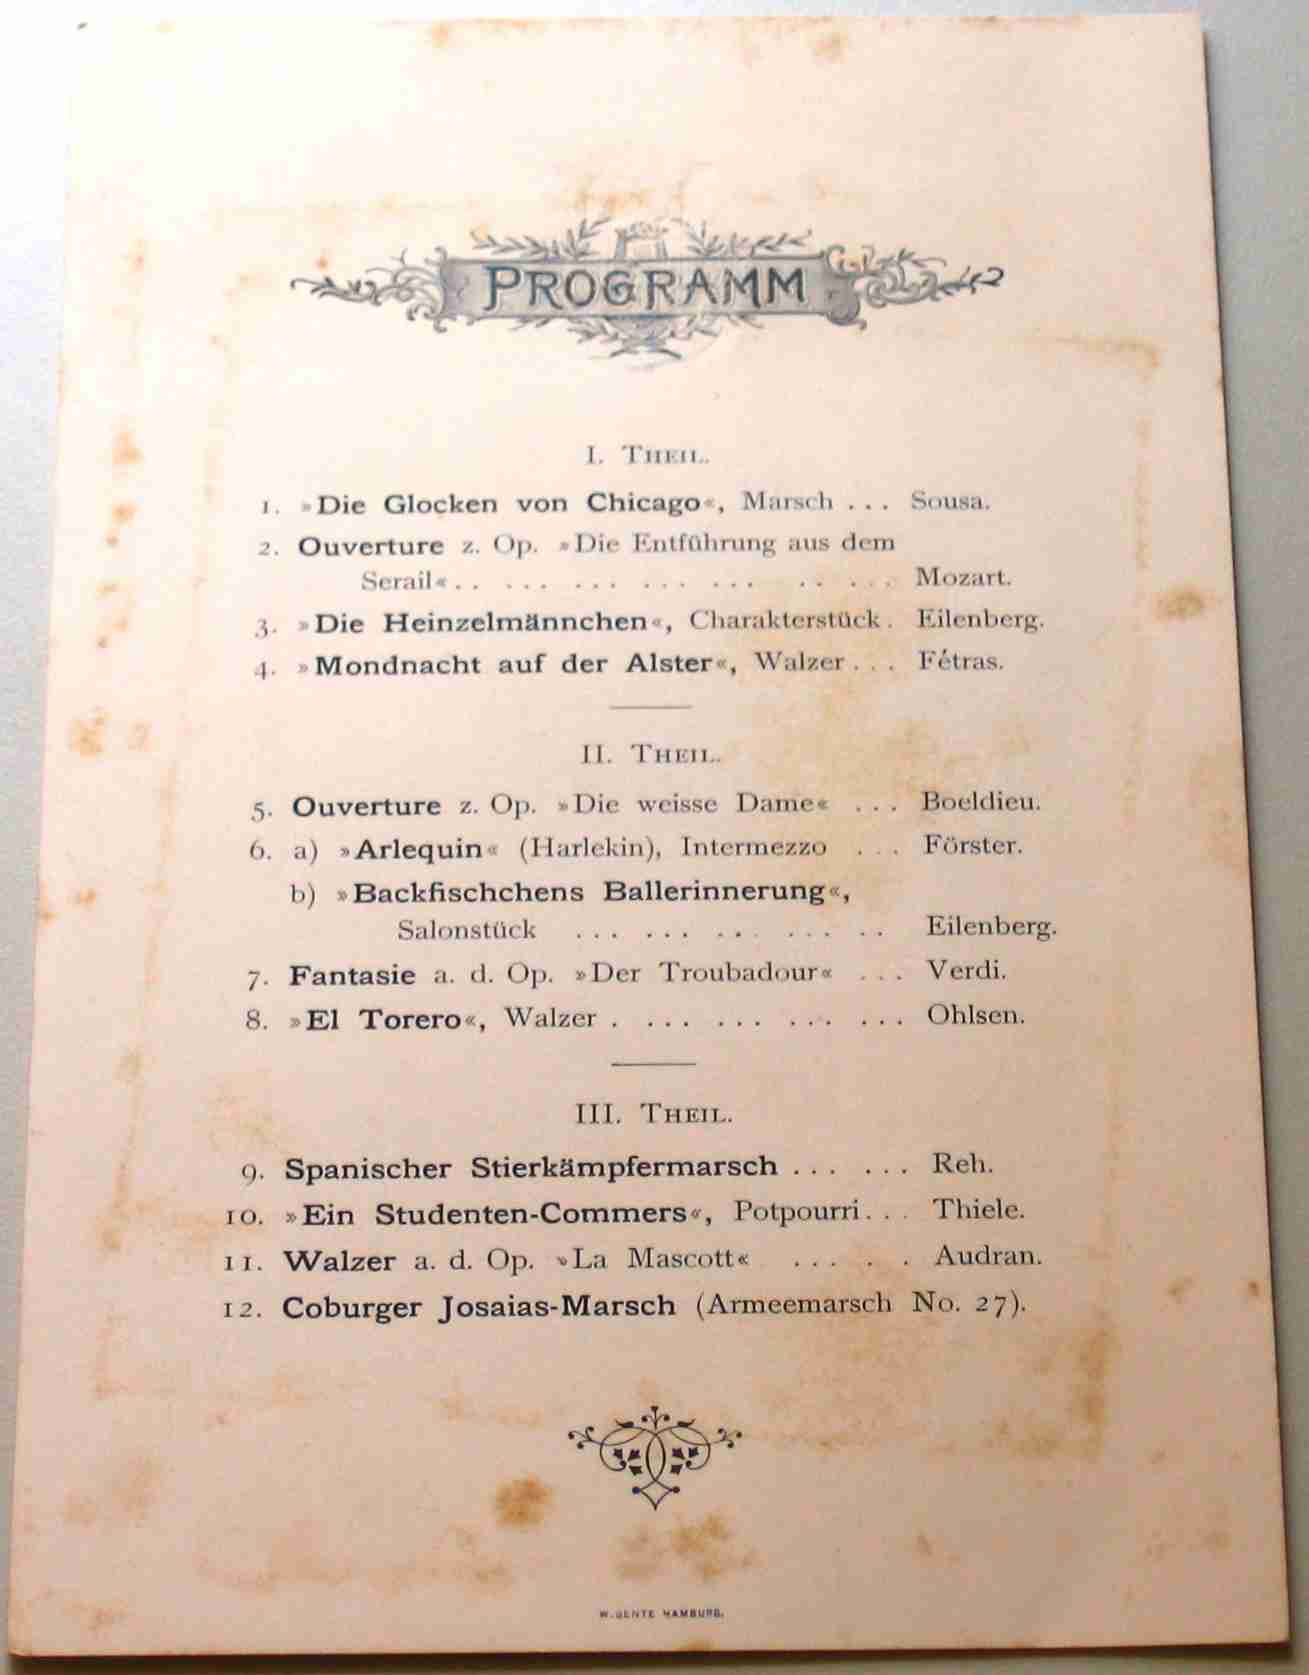 PROGRAMM
I. THEIL.
1. »Die Glocken von Chicago«, Marsch ... Sousa.
2. Ouverture z. Op. »Die Entführung aus dem
Serail«.. ... ... ... ... .. ... Mozart.
3. »Die Heinzelmännchen«, Charakterstück. Eilenberg.
4. »Mondnacht auf der Alster«, Walzer... Fétras.
II. THEIL.
5. Ouverture z. Op. »Die weisse Dame« ... Boeldieu.
6. a) »Arlequin« (Harlekin), Intermezzo ... Förster.
b) »Backfischchens Ballerinnerung«,
Salonstück ... ... ... ... .. Eilenberg.
7. Fantasie a. d. Op. »Der Troubadour« ... Verdi.
8. »El Torero«, Walzer . ... ... ... ... Ohlsen.
III. THEIL.
9. Spanischer Stierkämpfermarsch ... ... Reh.
10. »Ein Studenten-Commers«, Potpourri... Thiele.
11. Walzer a. d. Op. »La Mascott« ... . . Audran.
12. Coburger Josaias-Marsch (Armeemarsch No. 27).
W. GENTE HAMBURG.